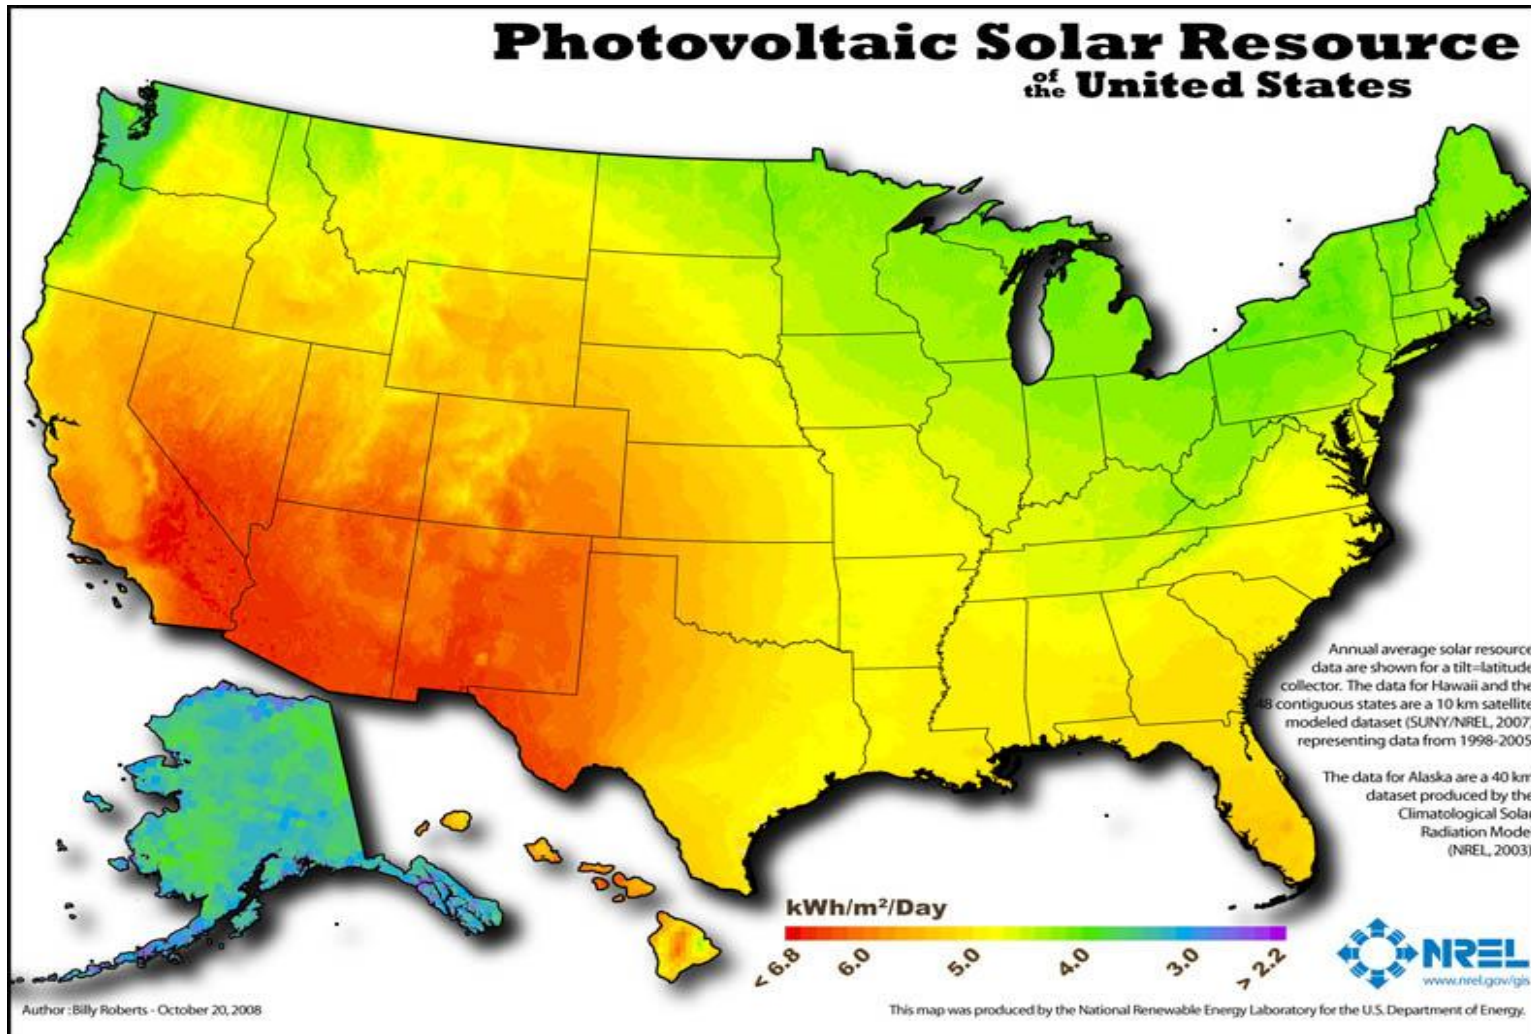 Photovoltaic Solar Resource
of the United States
Annual average solar resource
data are shown for a tilt=latitude
collector. The data for Hawaii and the
48 contiguous states are a 10 km satellite
modeled dataset (SUNY/NREL, 2007)
representing data from 1998-2005
The data for Alaska are a 40 km
dataset produced by the
Climatological Solar
Radiation Model
(NREL, 2003)
kWh/m²/Day
< 6.8 6.0 5.0 4.0 3.0 > 2.2
NREL
www.nrel.gov/gis
Author : Billy Roberts - October 20, 2008
This map was produced by the National Renewable Energy Laboratory for the U.S. Department of Energy.